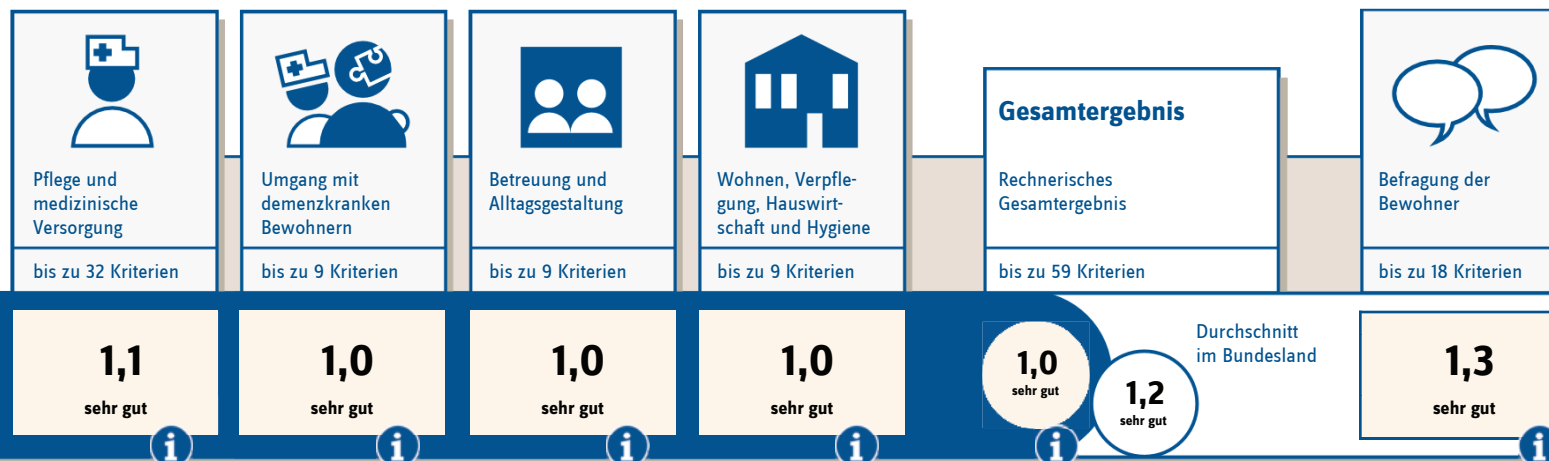 Pflege und
medizinische
Versorgung
bis zu 32 Kriterien
1,1
sehr gut
Umgang mit
demenzkranken
Bewohnern
bis zu 9 Kriterien
1,0
sehr gut
Betreuung und
Alltagsgestaltung
bis zu 9 Kriterien
1,0
sehr gut
Wohnen, Verpfle-
gung, Hauswirt-
schaft und Hygiene
bis zu 9 Kriterien
1,0
sehr gut
Gesamtergebnis
Rechnerisches
Gesamtergebnis
bis zu 59 Kriterien
1,0
sehr gut
1,2
sehr gut
Durchschnitt
im Bundesland
Befragung der
Bewohner
bis zu 18 Kriterien
1,3
sehr gut
i
i
i
i
i
i